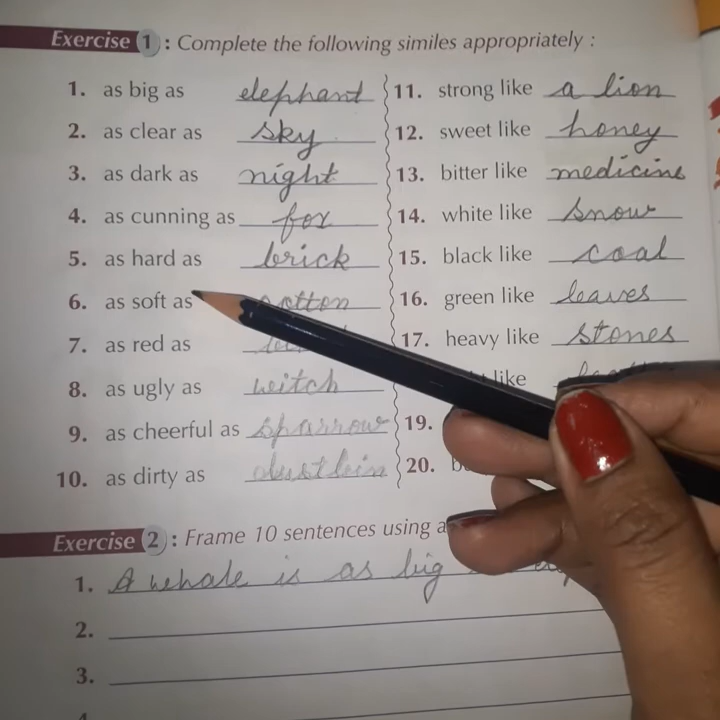 Exercise 1 : Complete the following similes appropriately :
1. as big as elephant
2. as clear as sky
3. as dark as night
4. as cunning as fox
5. as hard as brick
6. as soft as cotton
7. as red as
8. as ugly as witch
9. as cheerful as sparrow
10. as dirty as dustbin
11. strong like a lion
12. sweet like honey
13. bitter like medicine
14. white like snow
15. black like coal
16. green like leaves
17. heavy like stones
like
19.
20.
Exercise 2 : Frame 10 sentences using
1. A whale is as big
2.
3.